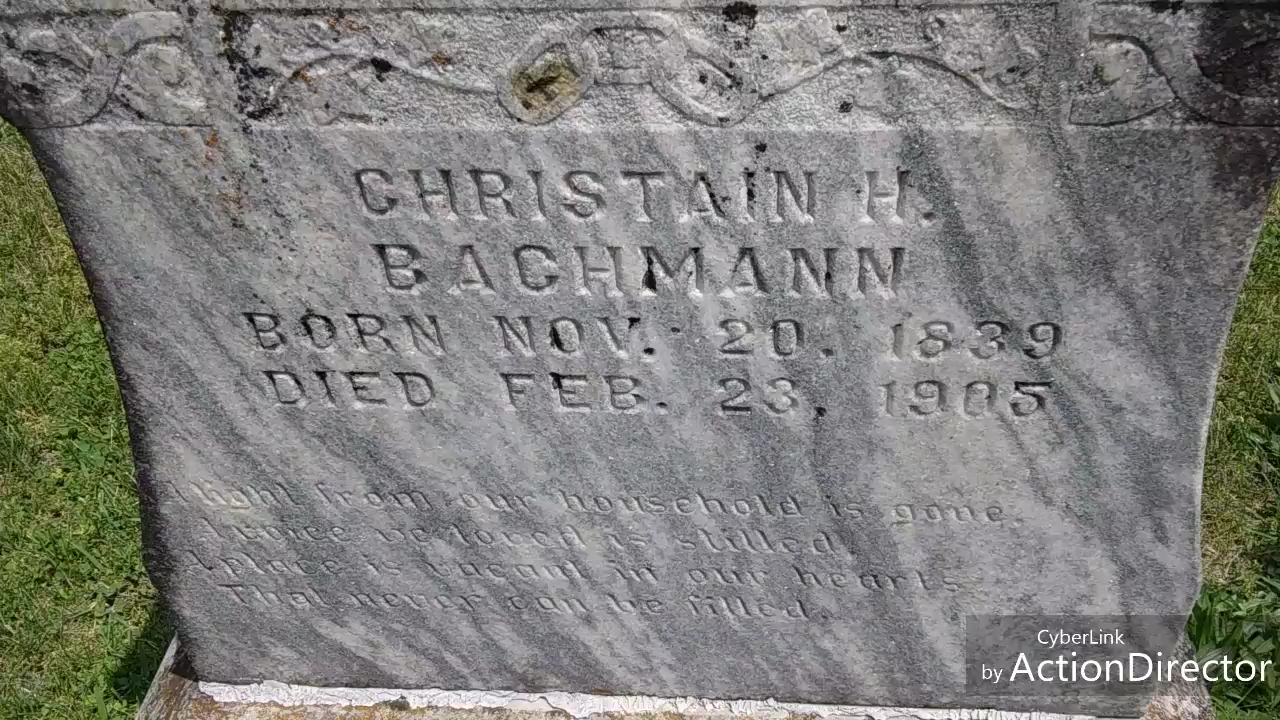 CHRISTAIN H.
BACHMANN
BORN NOV. 20. 1839
DIED FEB. 23, 1905
A light from our household is gone,
A voice we loved is stilled
A place is vacant in our hearts
That never can be filled.
CyberLink
by ActionDirector